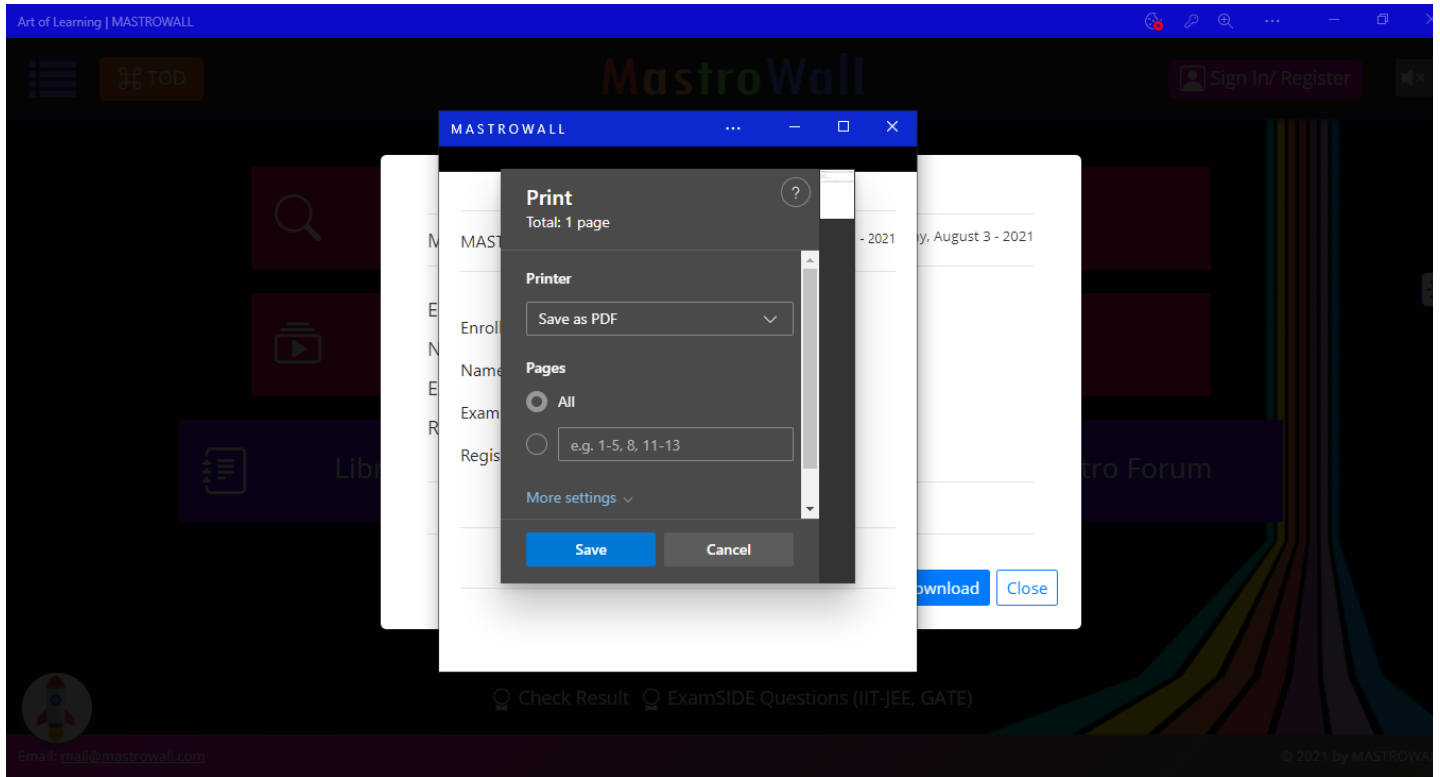 Art of Learning | MASTROWALL
TOD
MastroWall
Sign In/ Register
MASTROWALL
Print
Total: 1 page
?
M
MAST
- 2021
y, August 3 - 2021
Printer
Save as PDF
E
Enroll
N
Name
Pages
All
E
Exam
R
e.g. 1-5, 8, 11-13
Regis
Libr
tro Forum
More settings
Save
Cancel
ownload
Close
Check Result
ExamSIDE Questions (IIT-JEE, GATE)
Email: mail@mastrowall.com
© 2021 by MASTROWA